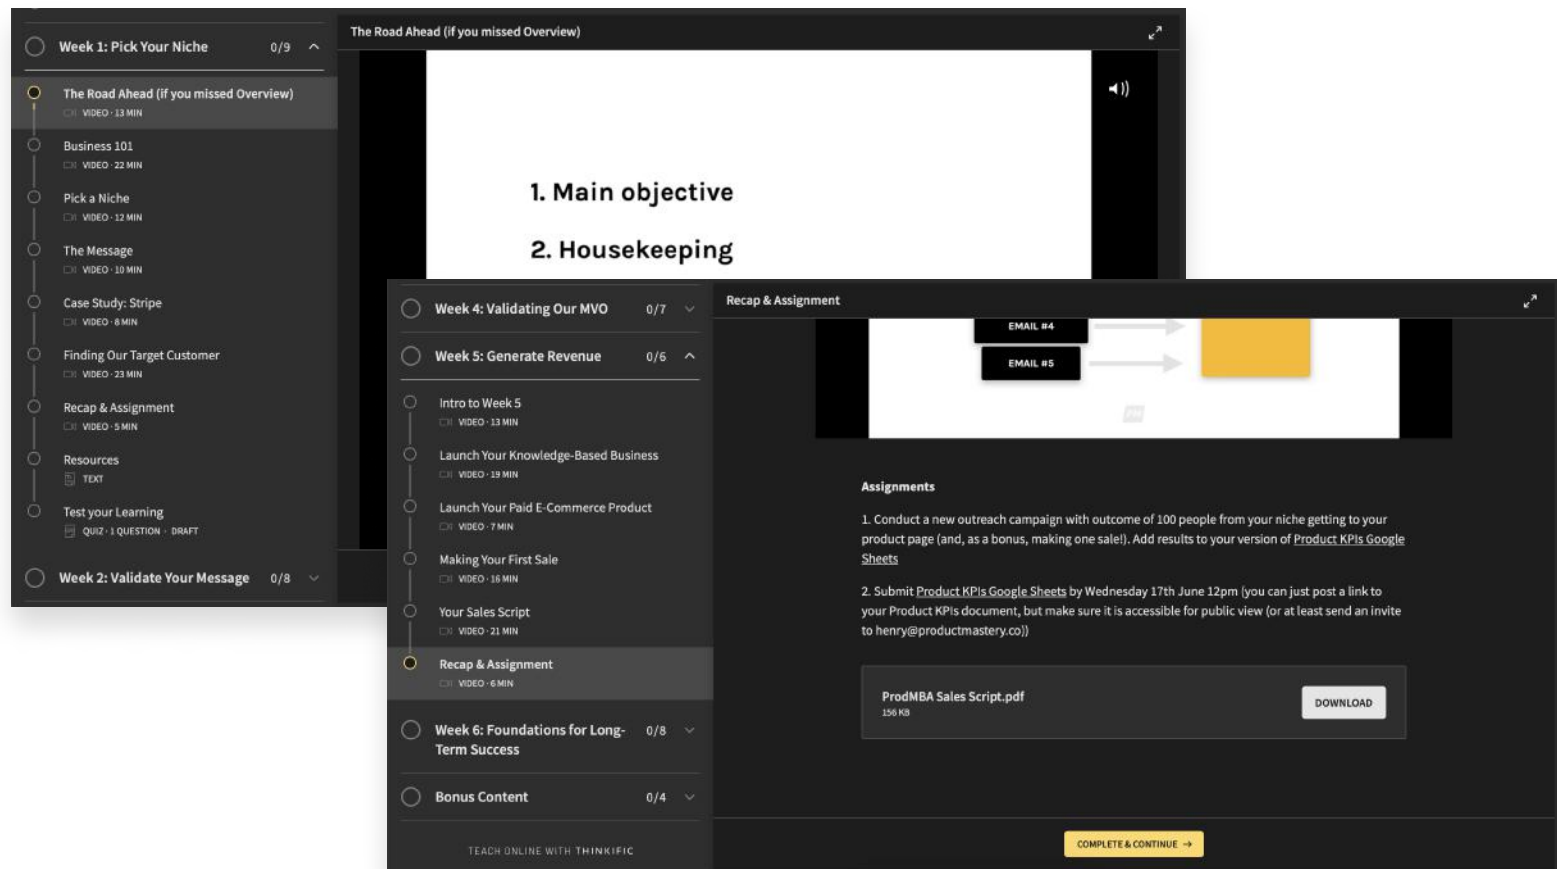 Week 1: Pick Your Niche 0/9
The Road Ahead (if you missed Overview)
VIDEO · 13 MIN
Business 101
VIDEO · 22 MIN
Pick a Niche
VIDEO · 12 MIN
The Message
VIDEO · 10 MIN
Case Study: Stripe
VIDEO · 8 MIN
Finding Our Target Customer
VIDEO · 23 MIN
Recap & Assignment
VIDEO · 5 MIN
Resources
TEXT
Test your Learning
QUIZ · 1 QUESTION · DRAFT
Week 2: Validate Your Message 0/8
The Road Ahead (if you missed Overview)
1. Main objective
2. Housekeeping
Week 4: Validating Our MVO 0/7
Week 5: Generate Revenue 0/6
Intro to Week 5
VIDEO · 13 MIN
Launch Your Knowledge-Based Business
VIDEO · 19 MIN
Launch Your Paid E-Commerce Product
VIDEO · 7 MIN
Making Your First Sale
VIDEO · 16 MIN
Your Sales Script
VIDEO · 21 MIN
Recap & Assignment
VIDEO · 6 MIN
Week 6: Foundations for Long- 0/8
Term Success
Bonus Content 0/4
TEACH ONLINE WITH THINKIFIC
Recap & Assignment
EMAIL #4
EMAIL #5
PM
Assignments
1. Conduct a new outreach campaign with outcome of 100 people from your niche getting to your
product page (and, as a bonus, making one sale!). Add results to your version of Product KPIs Google
Sheets
2. Submit Product KPIs Google Sheets by Wednesday 17th June 12pm (you can just post a link to
your Product KPIs document, but make sure it is accessible for public view (or at least send an invite
to henry@productmastery.co))
ProdMBA Sales Script.pdf
156 KB
DOWNLOAD
COMPLETE & CONTINUE →